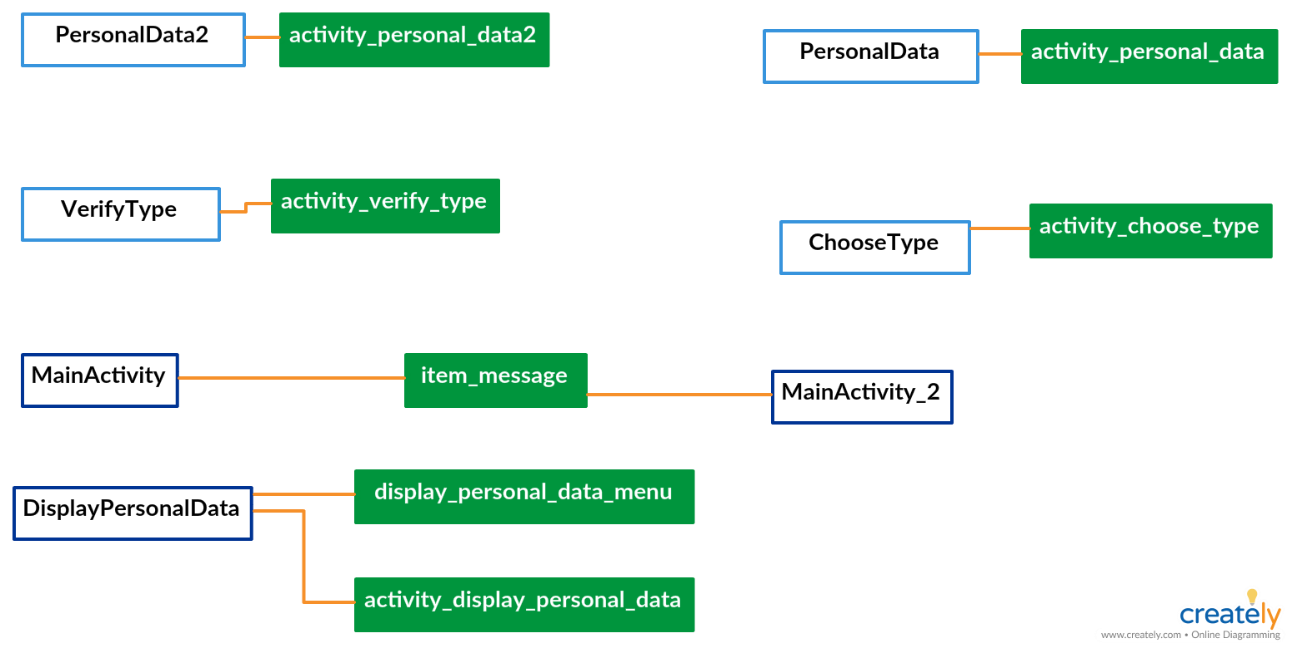 PersonalData2
activity_personal_data2
PersonalData
activity_personal_data
VerifyType
activity_verify_type
ChooseType
activity_choose_type
MainActivity
item_message
MainActivity_2
DisplayPersonalData
display_personal_data_menu
activity_display_personal_data
creately
www.creately.com • Online Diagramming